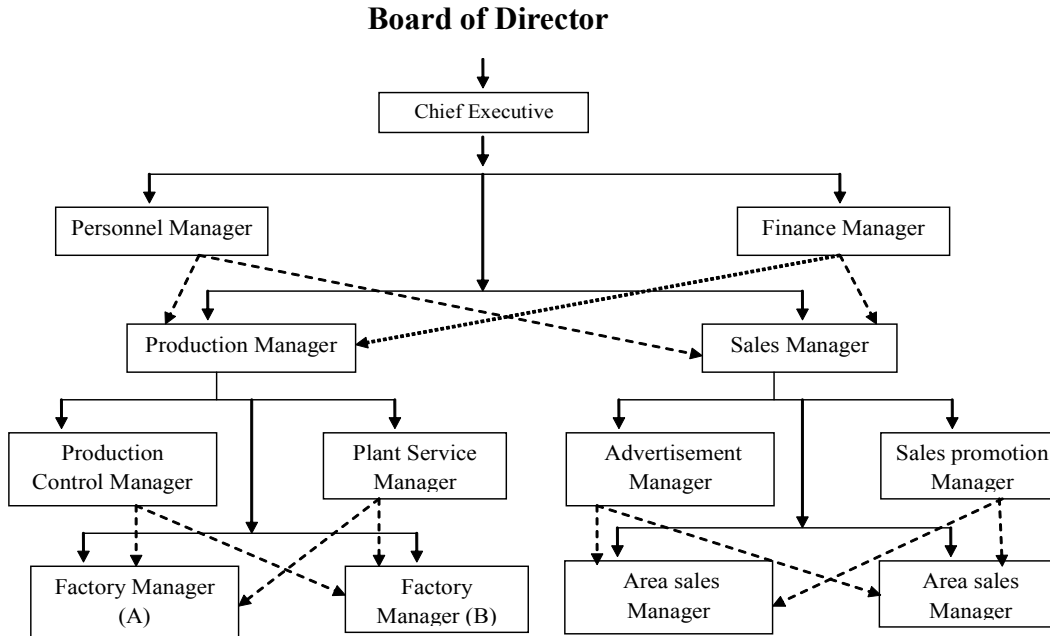 Board of Director
Chief Executive
Personnel Manager
Finance Manager
Production Manager
Sales Manager
Production
Control Manager
Plant Service
Manager
Advertisement
Manager
Sales promotion
Manager
Factory Manager
(A)
Factory
Manager (B)
Area sales
Manager
Area sales
Manager